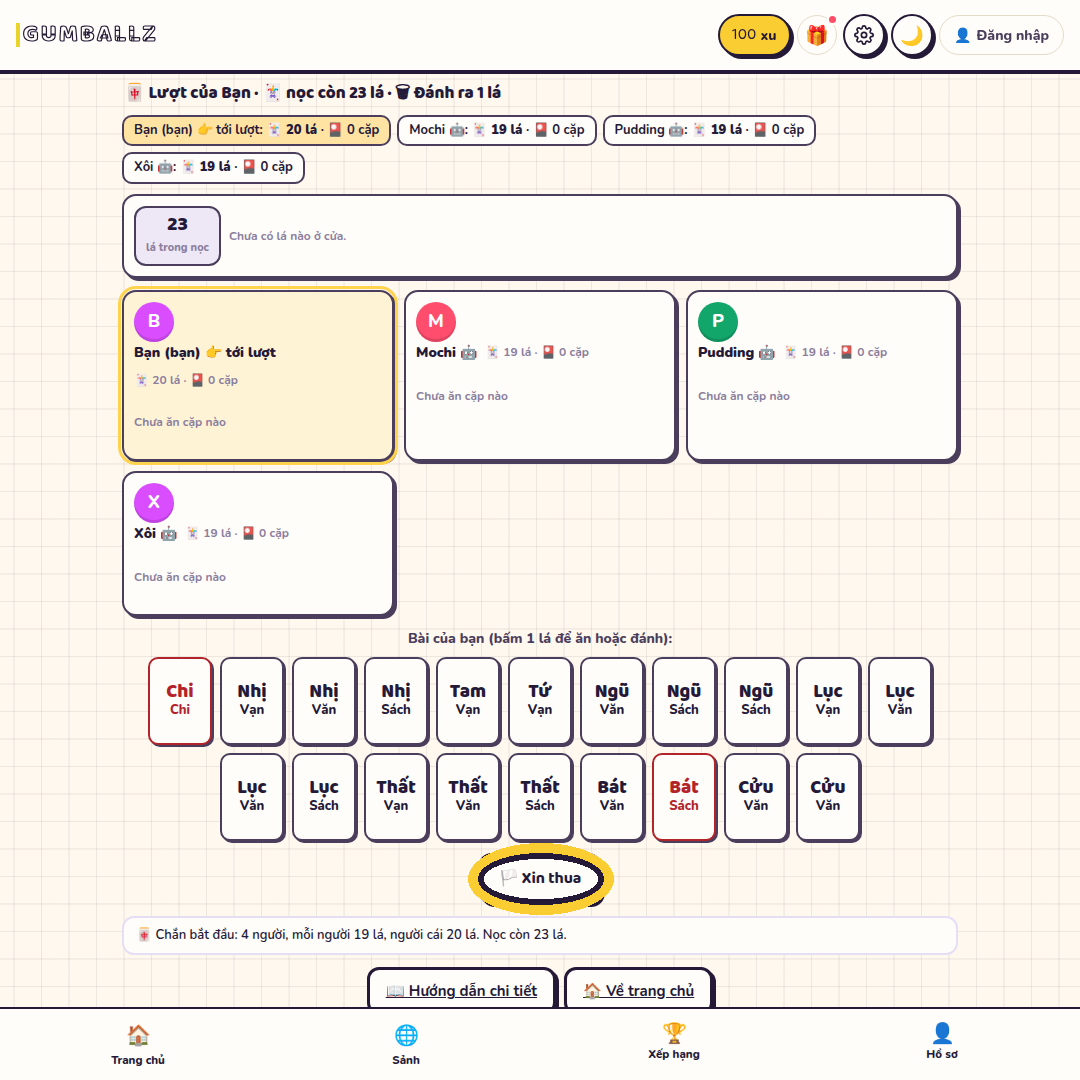 GUMBALLZ
100 xu
Đăng nhập
Lượt của Bạn · nọc còn 23 lá · Đánh ra 1 lá
Bạn (bạn) 👉 tới lượt: 🃏 20 lá · 🎴 0 cặp
Mochi 🤖: 🃏 19 lá · 🎴 0 cặp
Pudding 🤖: 🃏 19 lá · 🎴 0 cặp
Xôi 🤖: 🃏 19 lá · 🎴 0 cặp
23
lá trong nọc
Chưa có lá nào ở cửa.
B
Bạn (bạn) 👉 tới lượt
🃏 20 lá · 🎴 0 cặp
Chưa ăn cặp nào
M
Mochi 🤖 🃏 19 lá · 🎴 0 cặp
Chưa ăn cặp nào
P
Pudding 🤖 🃏 19 lá · 🎴 0 cặp
Chưa ăn cặp nào
X
Xôi 🤖 🃏 19 lá · 🎴 0 cặp
Chưa ăn cặp nào
Bài của bạn (bấm 1 lá để ăn hoặc đánh):
Chi Nhị Nhị Nhị Tam Tứ Ngũ Ngũ Ngũ Lục Lục
Chi Vạn Văn Sách Vạn Vạn Văn Sách Sách Vạn Văn
Lục Lục Thất Thất Thất Bát Bát Cửu Cửu
Văn Sách Vạn Văn Sách Văn Sách Văn Văn
🏳️ Xin thua
Chắn bắt đầu: 4 người, mỗi người 19 lá, người cái 20 lá. Nọc còn 23 lá.
📖 Hướng dẫn chi tiết
🏠 Về trang chủ
Trang chủ
Sảnh
Xếp hạng
Hồ sơ